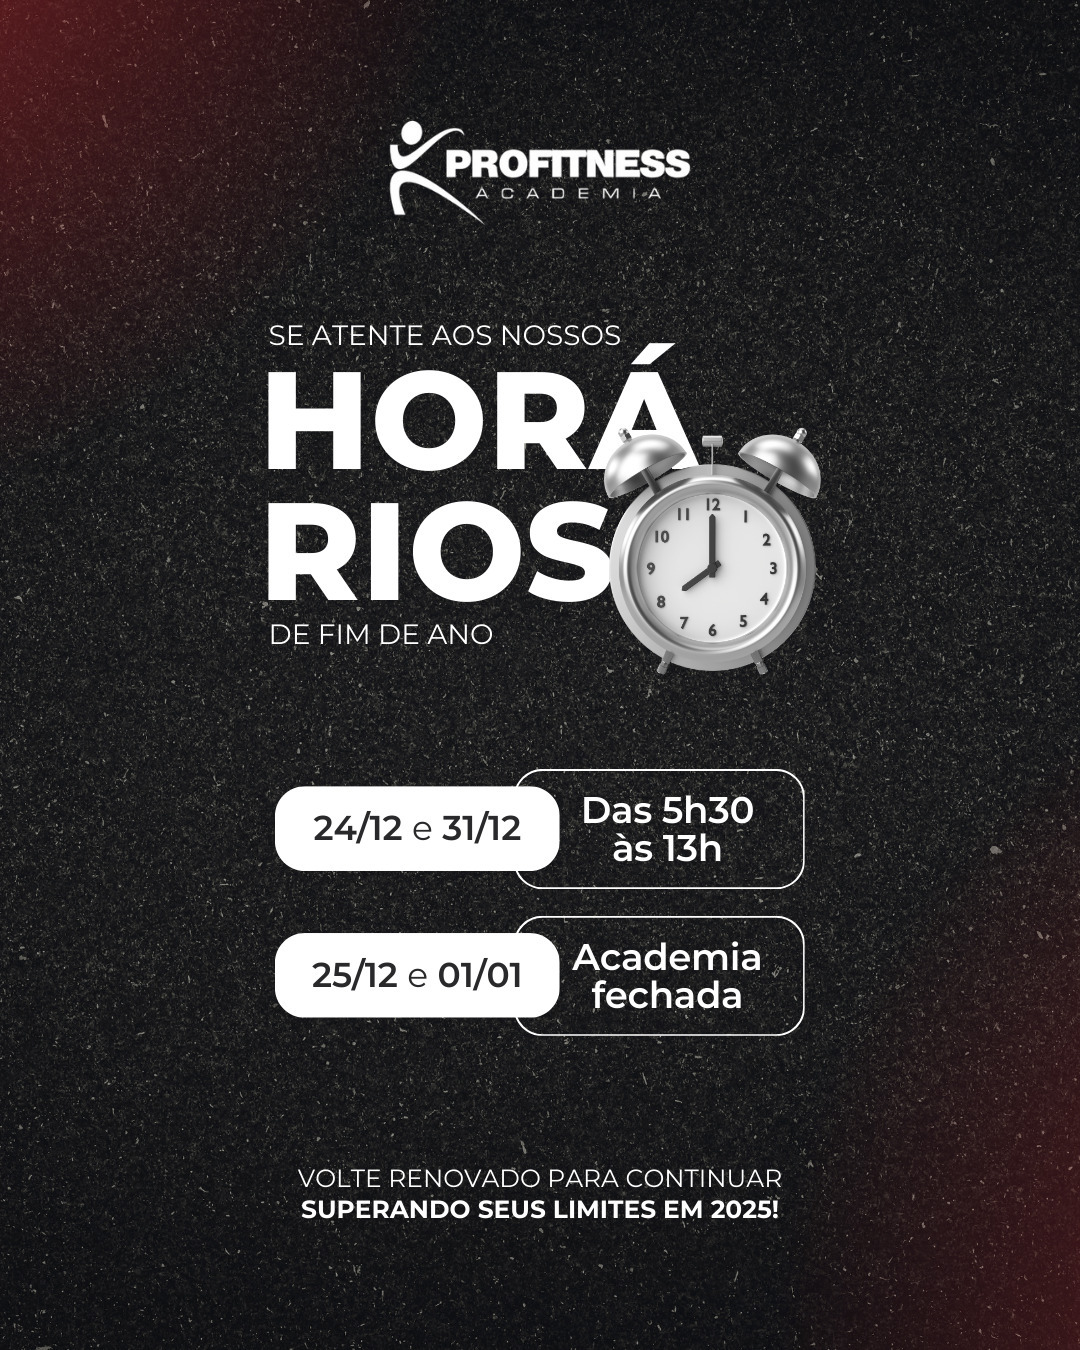 PROFITNESS
ACADEMIA
SE ATENTE AOS NOSSOS
HORÁ
RIOS
DE FIM DE ANO
12
1
2
3
4
5
6
7
8
9
10
11
24/12 e 31/12
Das 5h30
às 13h
25/12 e 01/01
Academia
fechada
VOLTE RENOVADO PARA CONTINUAR
SUPERANDO SEUS LIMITES EM 2025!